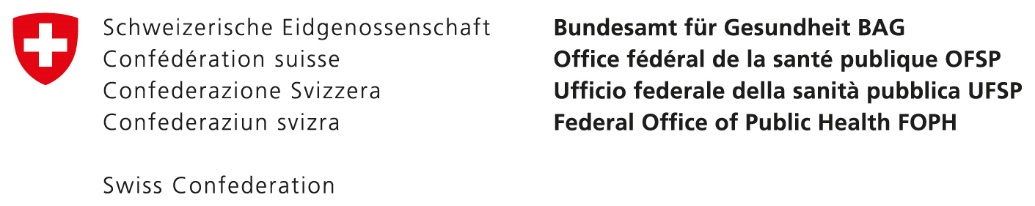 Schweizerische Eidgenossenschaft
Confédération suisse
Confederazione Svizzera
Confederaziun svizra
Swiss Confederation
Bundesamt für Gesundheit BAG
Office fédéral de la santé publique OFSP
Ufficio federale della sanità pubblica UFSP
Federal Office of Public Health FOPH